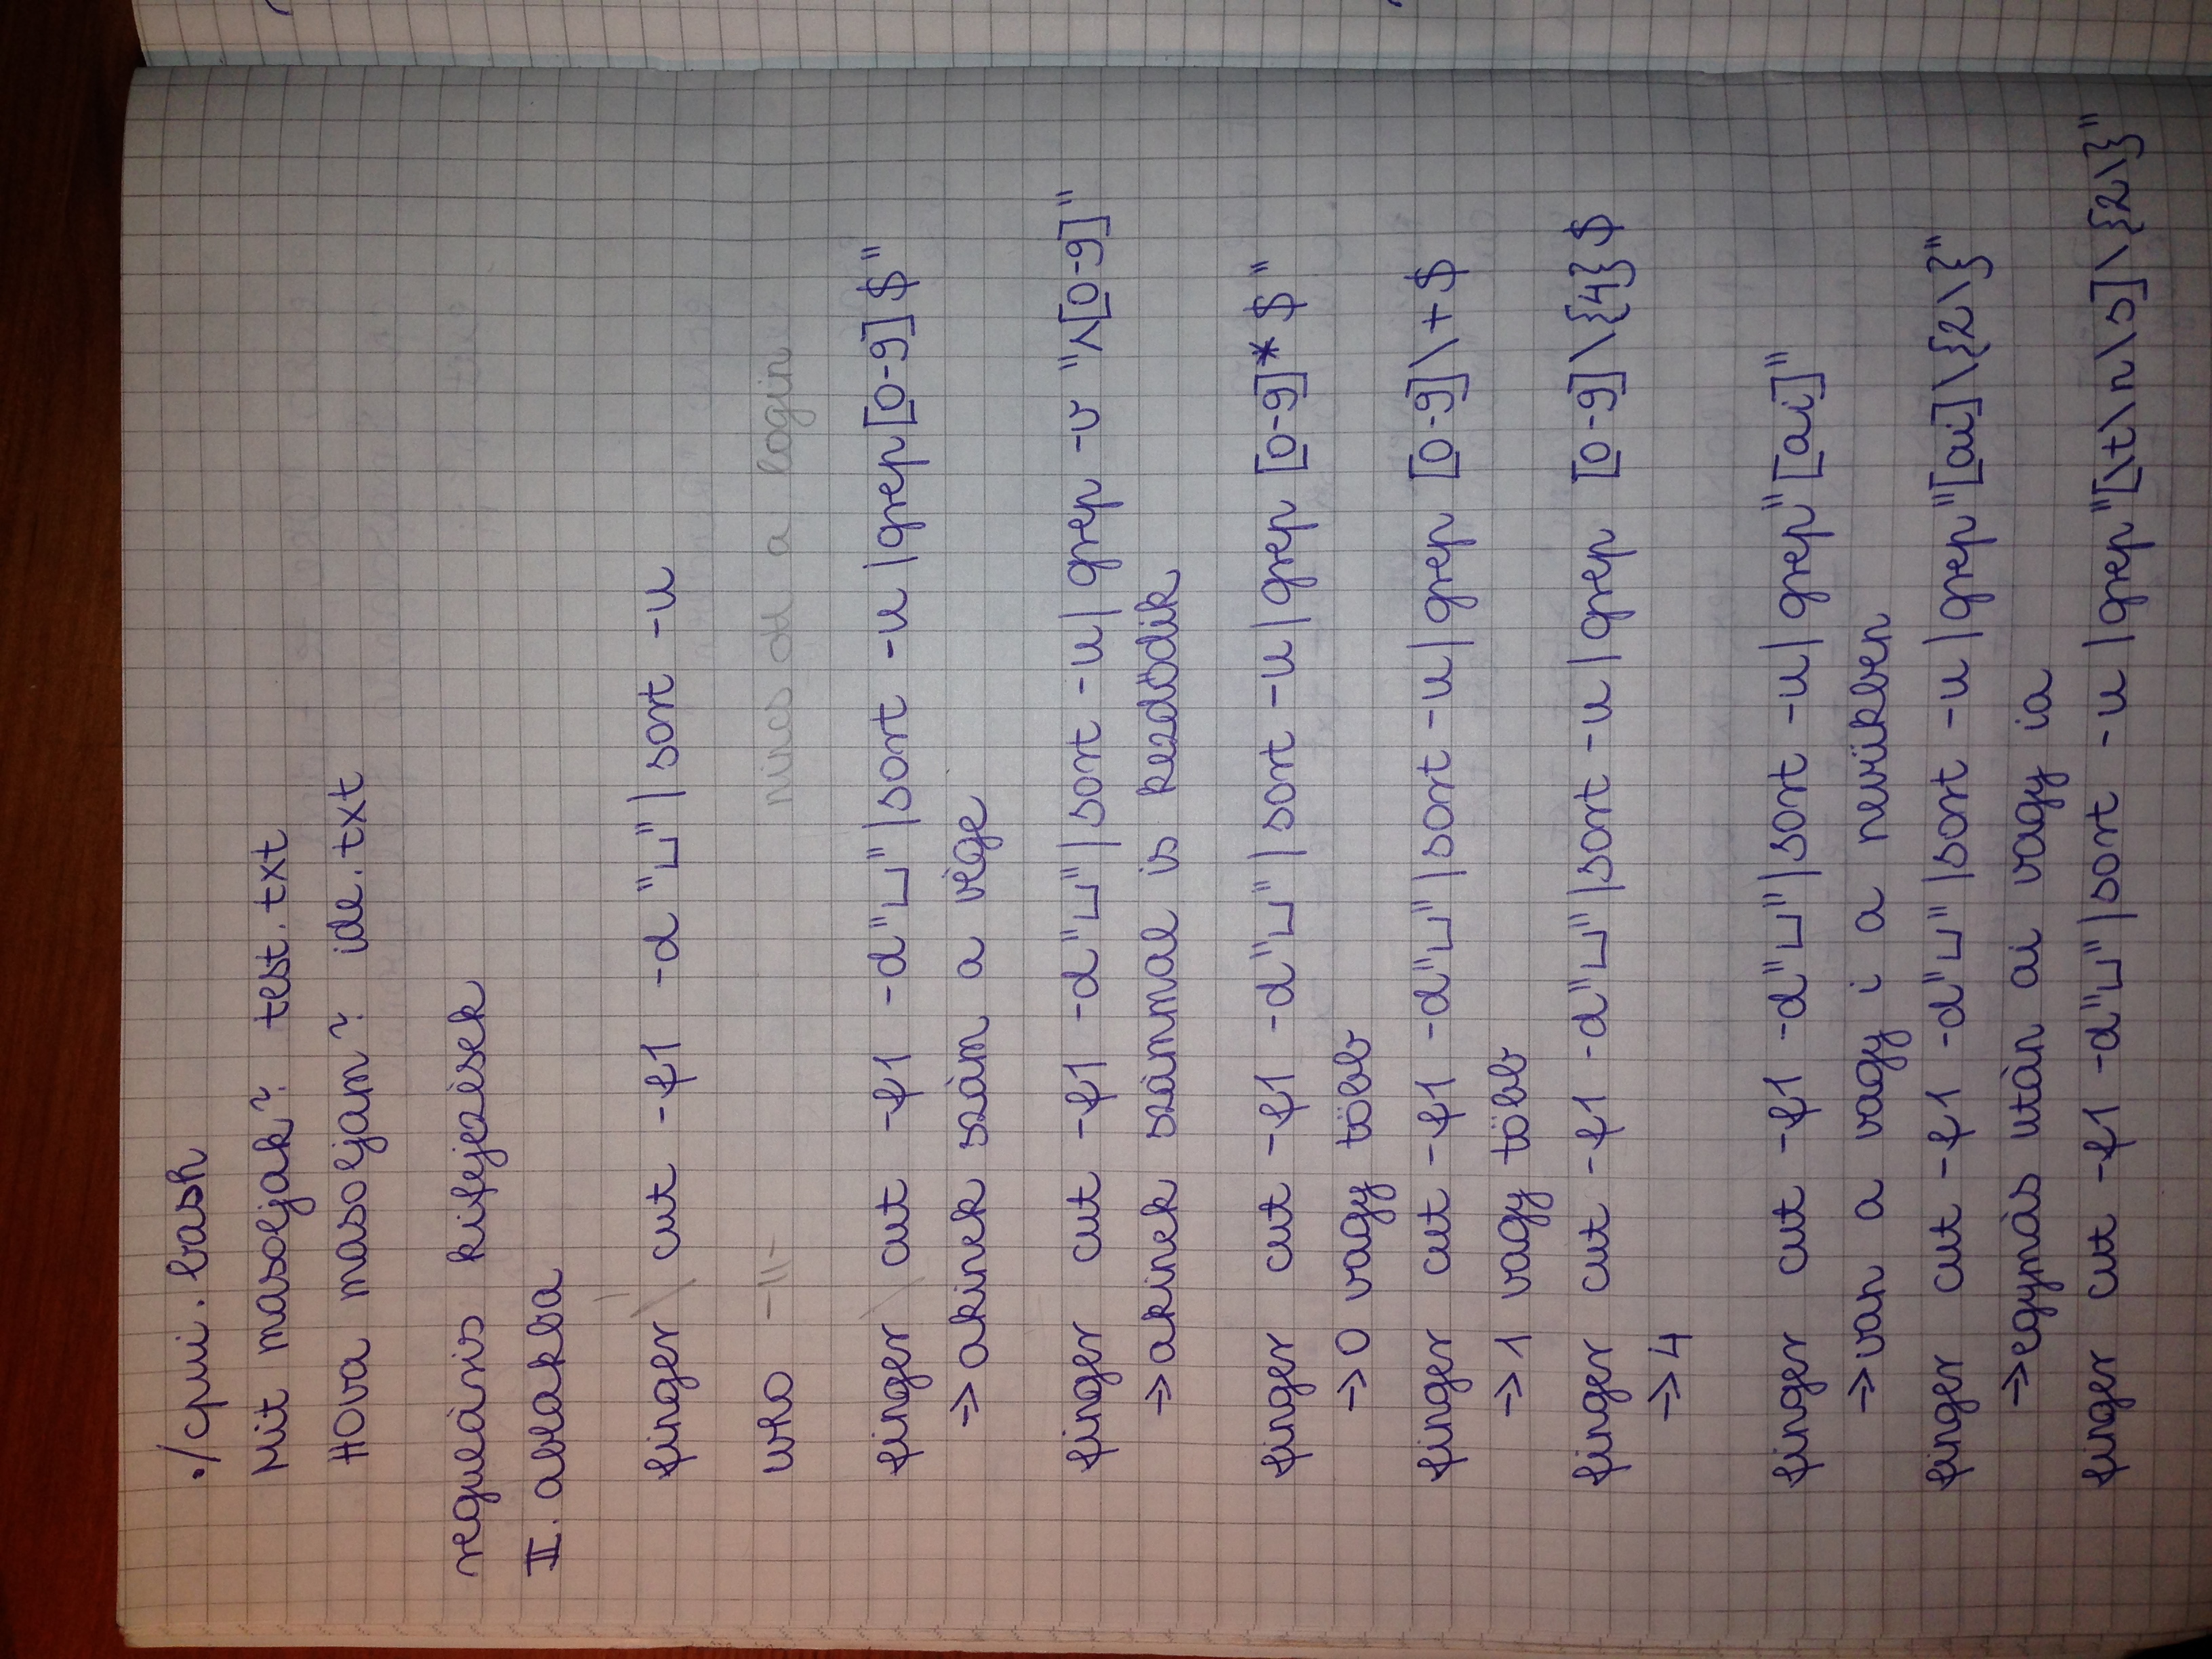 ./cpui.bash
Mit masoljak? test.txt
Hova masoljam? ide.txt
reguláris kifejezések
II. ablakba
finger \ cut -f1 -d "␣" | sort -u
who -11- nincs ott a login
finger \ cut -f1 -d"␣"|sort -u |grep[0-9]$"
→akinek szám a vége
finger cut -f1 -d"␣"|sort -u| grep -v "^[0-9]"
→akinek számmal is kezdődik
finger cut -f1 -d"␣"|sort -u|grep [0-9]*$"
→0 vagy több
finger cut -f1 -d"␣"|sort -u|grep [0-9]\+$
→1 vagy több
finger cut -f1 -d"␣"|sort -u|grep [0-9]\{4}$
→4
finger cut -f1 -d"␣"|sort -u|grep"[ai]"
→van a vagy i a nevükben
finger cut -f1 -d"␣"|sort -u|grep"[ai]\{2\}"
→egymás után ai vagy ia
finger cut -f1 -d"␣"|sort -u |grep"[\t\n\s]\{2\}"